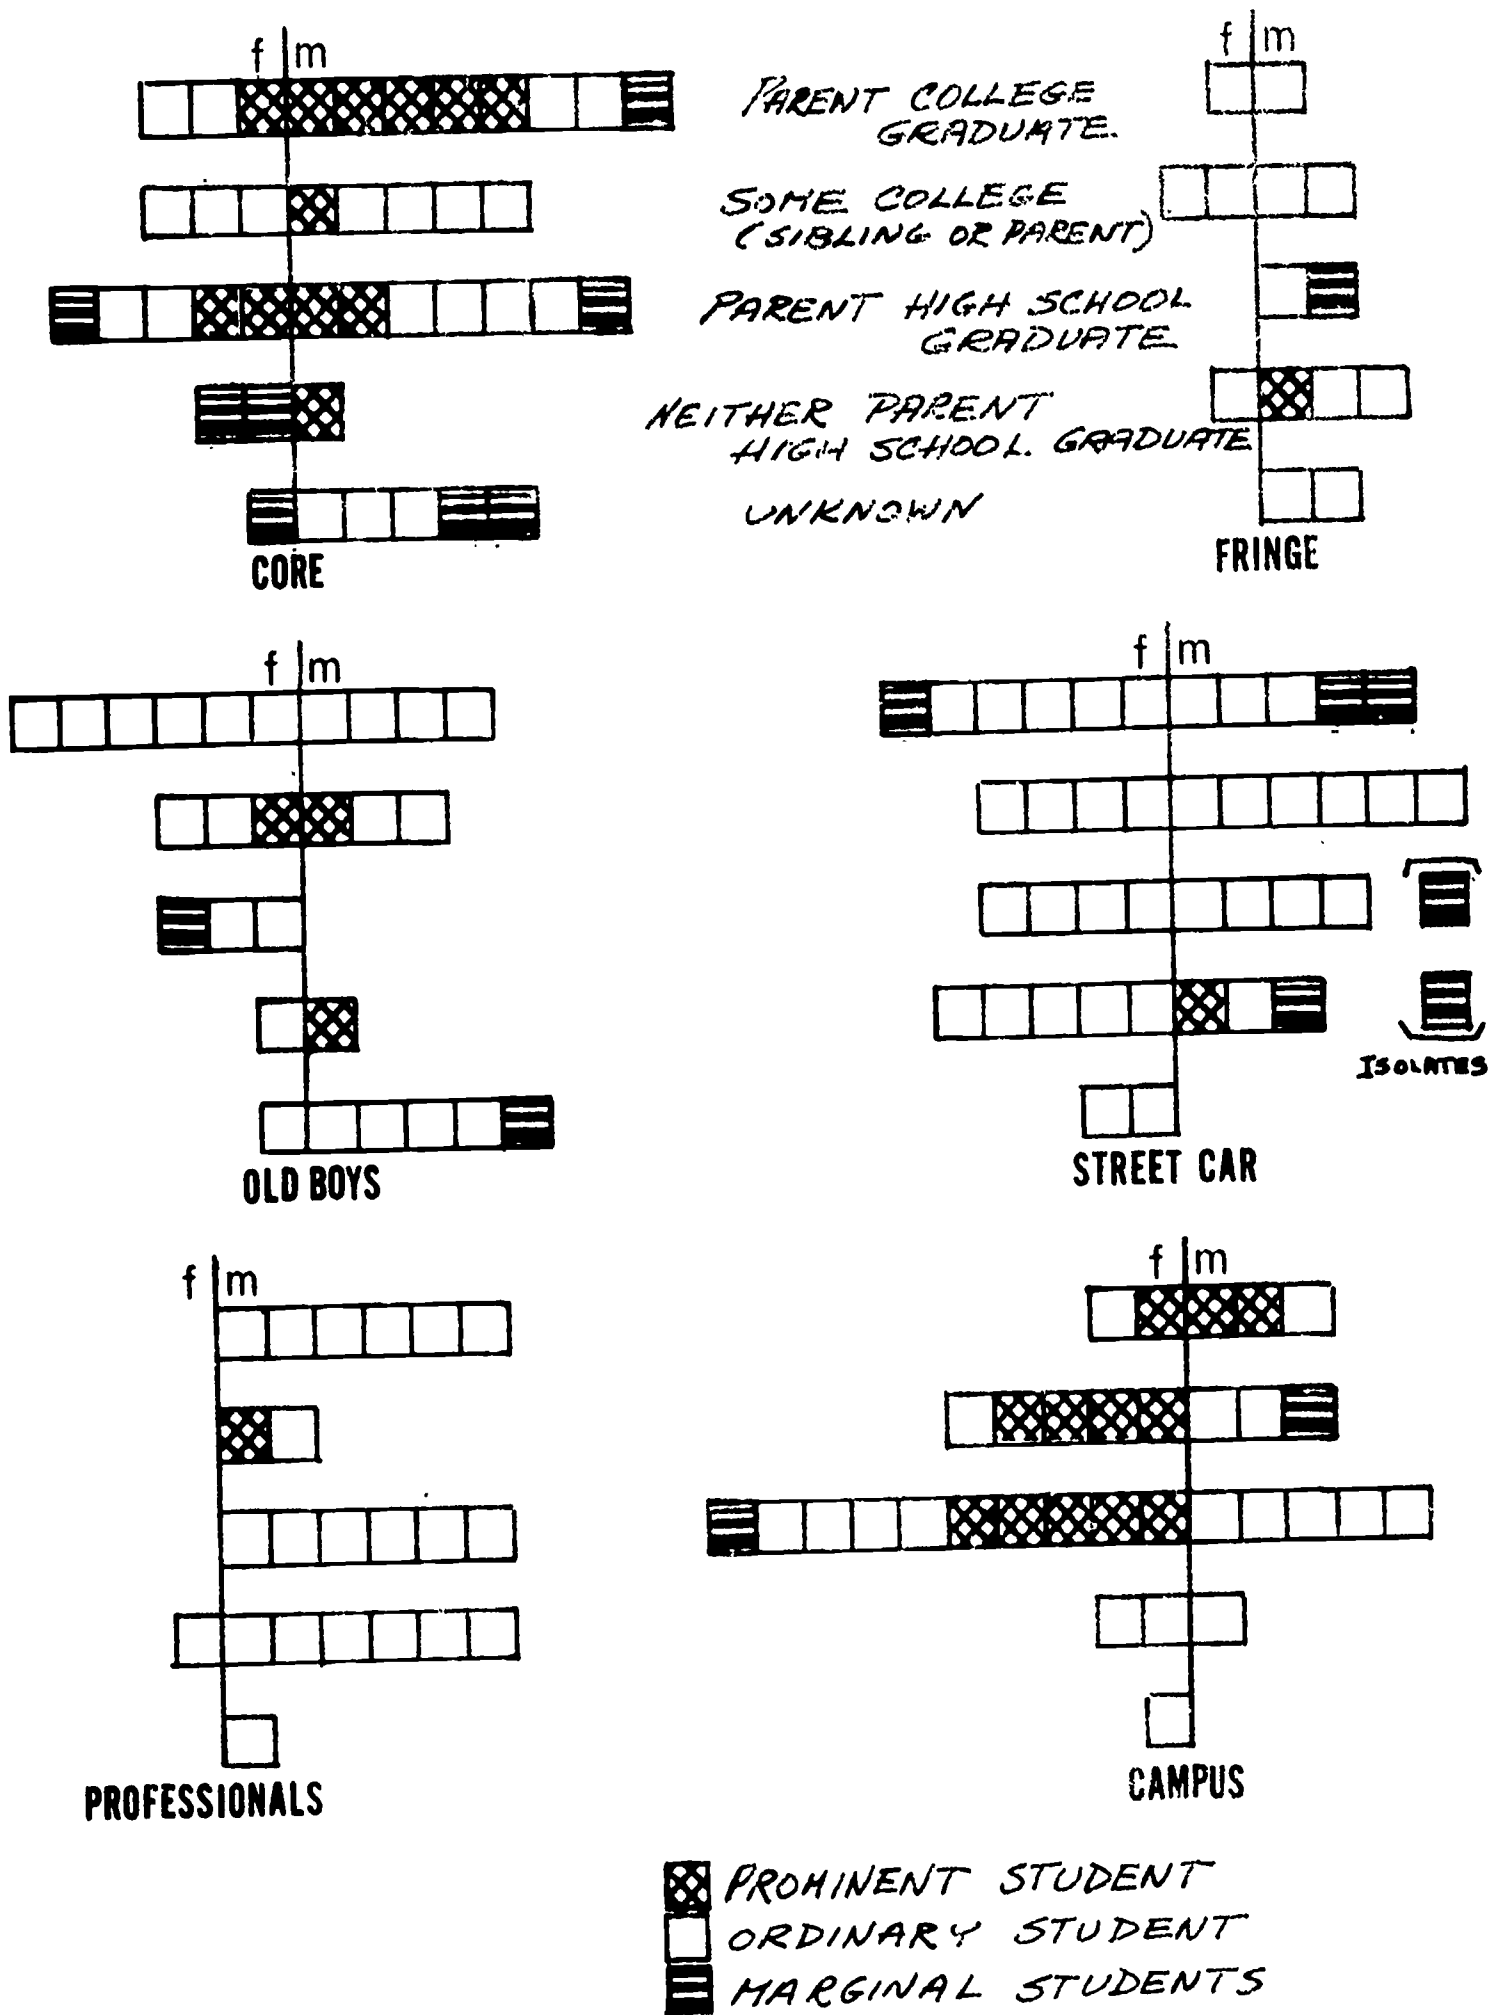 f m
f m
PARENT COLLEGE
GRADUATE.
SOME COLLEGE
(SIBLING OR PARENT)
PARENT HIGH SCHOOL
GRADUATE
NEITHER PARENT
HIGH SCHOOL. GRADUATE
UNKNOWN
CORE
FRINGE
f m
f m
ISOLATES
OLD BOYS
STREET CAR
f m
f m
PROFESSIONALS
CAMPUS
PROMINENT STUDENT
ORDINARY STUDENT
MARGINAL STUDENTS